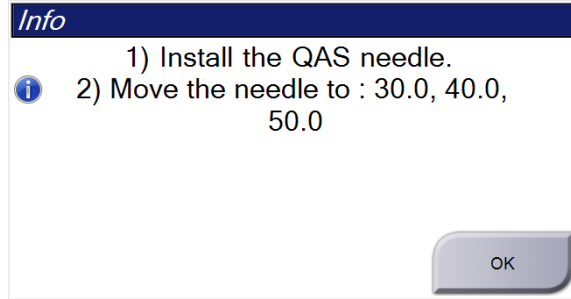 Info
1) Install the QAS needle.
2) Move the needle to : 30.0, 40.0,
50.0
OK